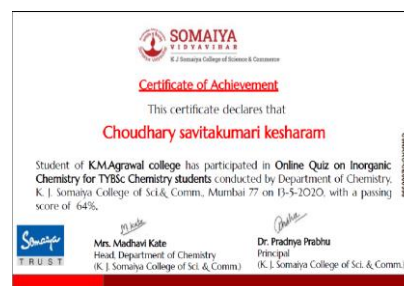 SOMAIYA
VIDYAVIHAR
K J Somaiya College of Science & Commerce
Certificate of Achievement
This certificate declares that
Choudhary savitakumari kesharam
Student of K.M.Agrawal college has participated in Online Quiz on Inorganic
Chemistry for TYBSc Chemistry students conducted by Department of Chemistry,
K. J. Somaiya College of Sci.& Comm., Mumbai 77 on 13-5-2020, with a passing
score of 64%.
Somaiya
TRUST
Mrs. Madhavi Kate
Head, Department of Chemistry
(K. J. Somaiya College of Sci. & Comm.)
Dr. Pradnya Prabhu
Principal
(K. J. Somaiya College of Sci. & Comm.)